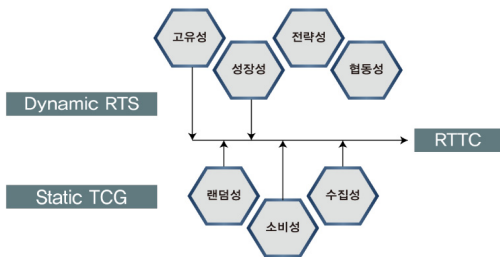 고유성
전략성
성장성
협동성
Dynamic RTS
RTTC
랜덤성
수집성
Static TCG
소비성